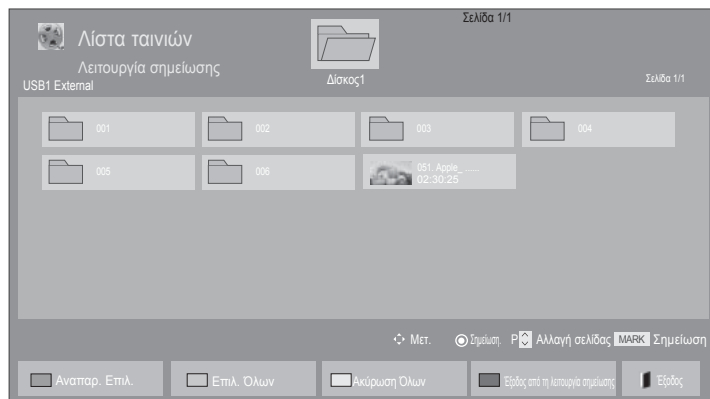 Σελίδα 1/1
Λίστα ταινιών
Λειτουργία σημείωσης
USB1 External
Δίσκος1
Σελίδα 1/1
001
002
003
004
005
006
051. Apple_ ......
02:30:25
Μετ. Σημείωση. P Αλλαγή σελίδας MARK Σημείωση
Αναπαρ. Επιλ. Επιλ. Όλων Ακύρωση Όλων Έξοδος από τη λειτουργία σημείωσης Έξοδος